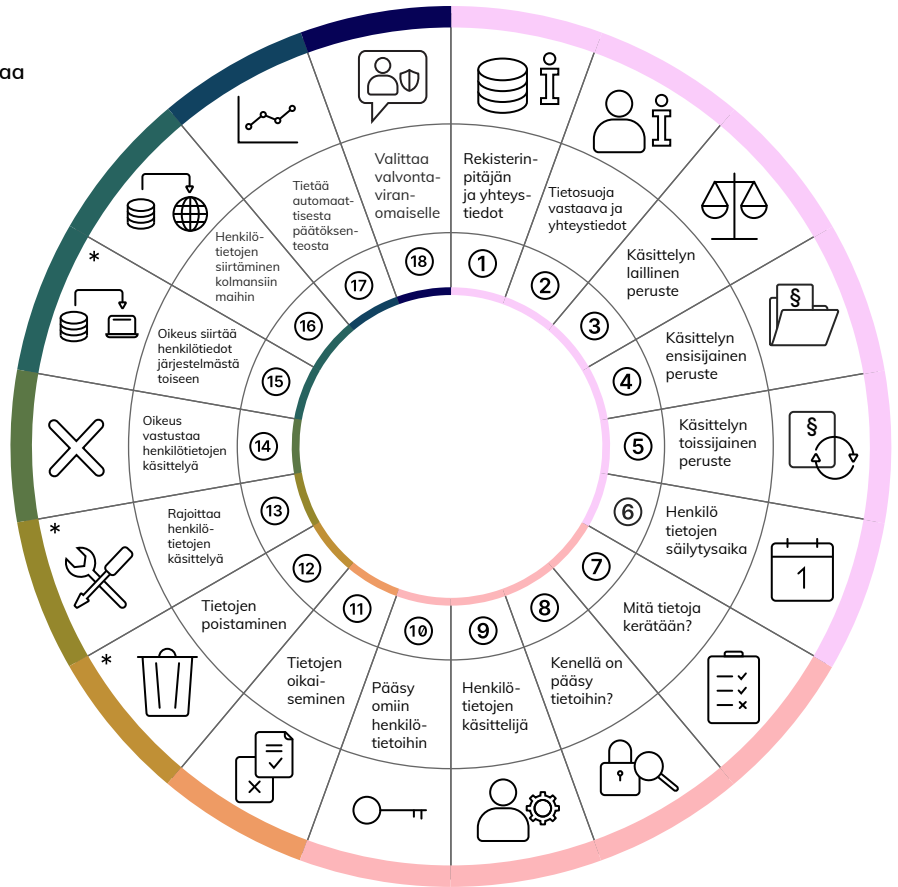 aa
Rekisterin-
pitäjän
ja yhteys-
tiedot
1
Tietosuoja
vastaava ja
yhteystiedot
2
Käsittelyn
laillinen
peruste
3
§
Käsittelyn
ensisijainen
peruste
4
§
Käsittelyn
toissijainen
peruste
5
1
Henkilö
tietojen
säilytysaika
6
Mitä tietoja
kerätään?
7
Kenellä on
pääsy
tietoihin?
8
Henkilö-
tietojen
käsittelijä
9
Pääsy
omiin
henkilö-
tietoihin
10
Tietojen
oikai-
seminen
11
*
Tietojen
poistaminen
12
*
Rajoittaa
henkilö-
tietojen
käsittelyä
13
Oikeus
vastustaa
henkilötietojen
käsittelyä
14
*
Oikeus siirtää
henkilötiedot
järjestelmästä
toiseen
15
Henkilö-
tietojen
siirtäminen
kolmansiin
maihin
16
Tietää
automaat-
tisesta
päätöksen-
teosta
17
Valittaa
valvonta-
viran-
omaiselle
18